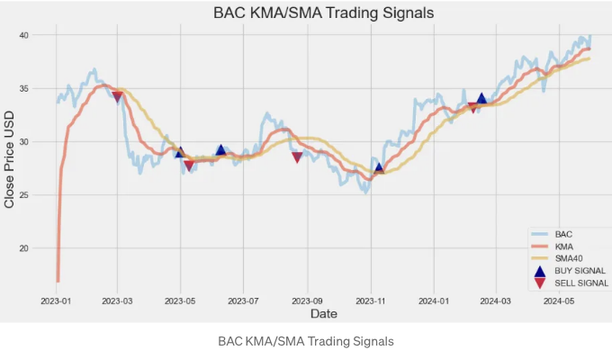 BAC KMA/SMA Trading Signals
40
35
30
25
20
Close Price USD
2023-01 2023-03 2023-05 2023-07 2023-09 2023-11 2024-01 2024-03 2024-05
Date
BAC
KMA
SMA40
BUY SIGNAL
SELL SIGNAL
BAC KMA/SMA Trading Signals